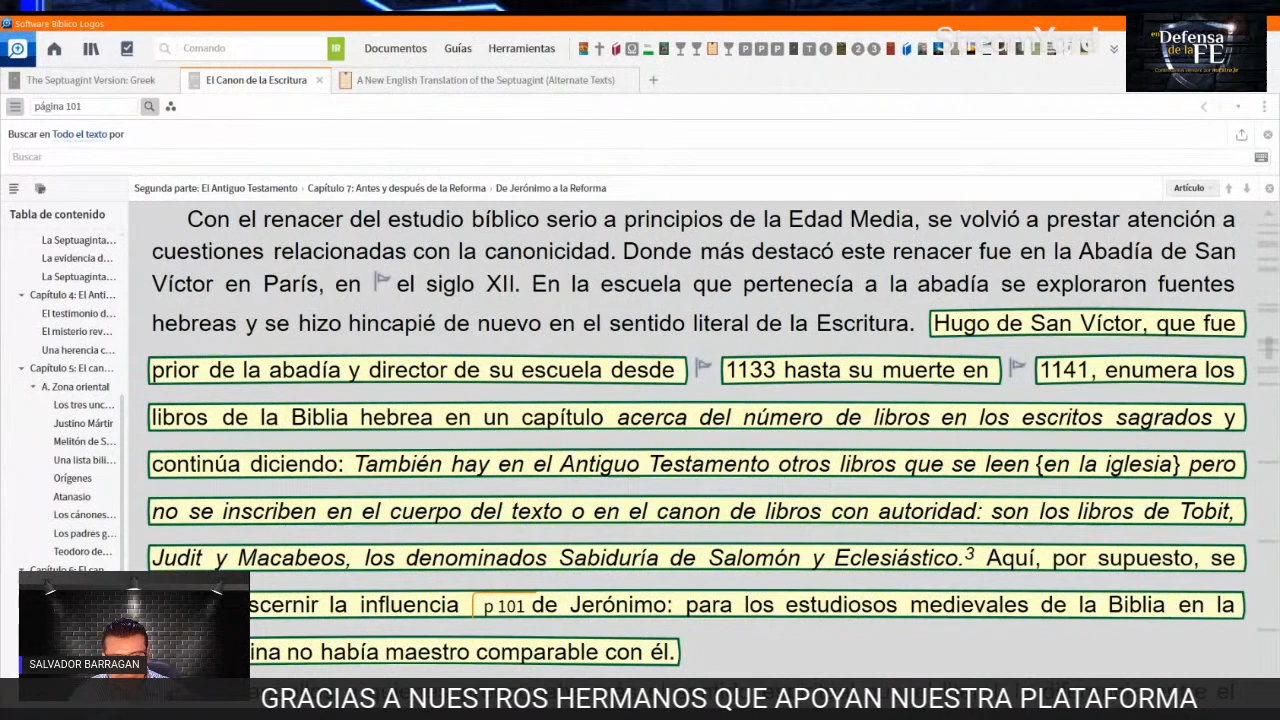 Software Bíblico Logos
Comando
Documentos
Guías
Herramientas
en Defensa
de la
FE
The Septuagint Version: Greek
El Canon de la Escritura
A New English Translation of the Septuagint (Alternate Texts)
página 101
Buscar en Todo el texto por
Buscar
Segunda parte: El Antiguo Testamento › Capítulo 7: Antes y después de la Reforma › De Jerónimo a la Reforma
Artículo
Tabla de contenido
La Septuaginta...
La evidencia d...
La Septuaginta...
Capítulo 4: El Anti...
El testimonio d...
El misterio rev...
Una herencia c...
Capítulo 5: El can...
A. Zona oriental
Los tres unc...
Justino Mártir
Melitón de S...
Una lista bili...
Orígenes
Atanasio
Los cánones...
Los padres g...
Teodoro de...
Capítulo 6: El can...
Con el renacer del estudio bíblico serio a principios de la Edad Media, se volvió a prestar atención a
cuestiones relacionadas con la canonicidad. Donde más destacó este renacer fue en la Abadía de San
Víctor en París, en el siglo XII. En la escuela que pertenecía a la abadía se exploraron fuentes
hebreas y se hizo hincapié de nuevo en el sentido literal de la Escritura. Hugo de San Víctor, que fue
prior de la abadía y director de su escuela desde 1133 hasta su muerte en 1141, enumera los
libros de la Biblia hebrea en un capítulo acerca del número de libros en los escritos sagrados y
continúa diciendo: También hay en el Antiguo Testamento otros libros que se leen {en la iglesia} pero
no se inscriben en el cuerpo del texto o en el canon de libros con autoridad: son los libros de Tobit,
Judit y Macabeos, los denominados Sabiduría de Salomón y Eclesiástico.3 Aquí, por supuesto, se
scernir la influencia p 101 de Jerónimo: para los estudiosos medievales de la Biblia en la
ina no había maestro comparable con él.
SALVADOR BARRAGAN
GRACIAS A NUESTROS HERMANOS QUE APOYAN NUESTRA PLATAFORMA